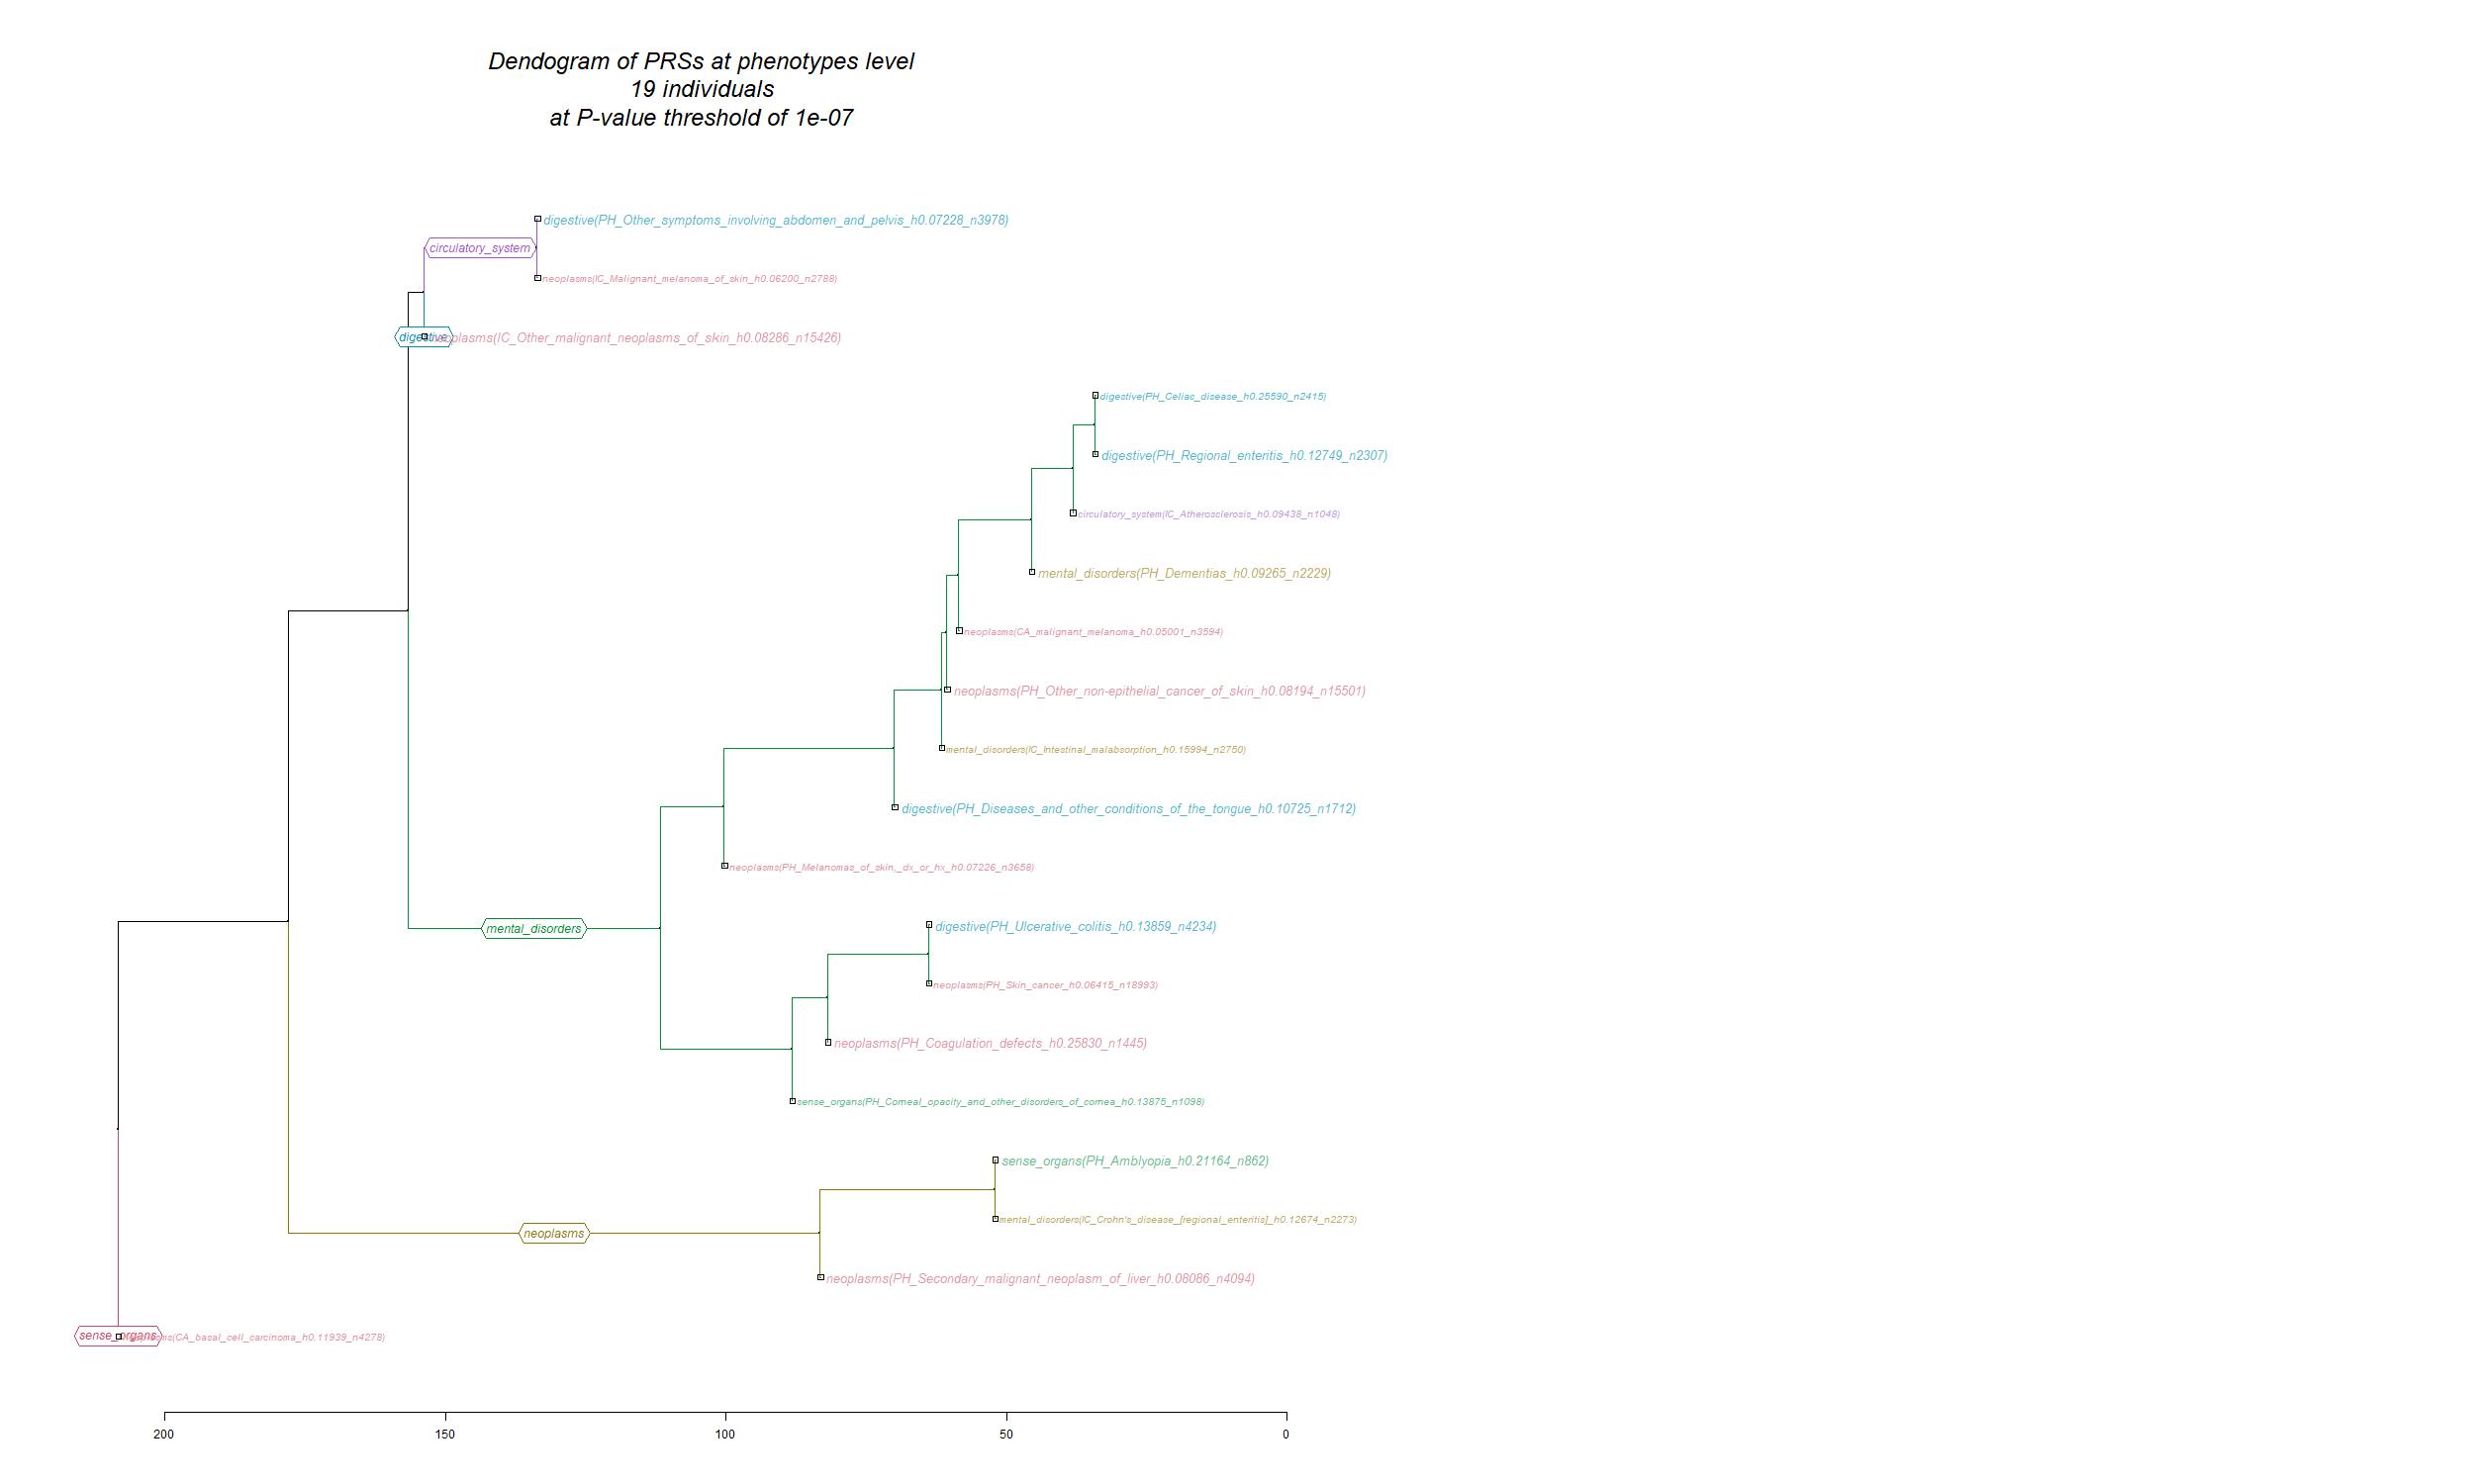 Dendogram of PRSs at phenotypes level
19 individuals
at P-value threshold of 1e-07
digestive(PH_Other_symptoms_involving_abdomen_and_pelvis_h0.07228_n3978)
circulatory_system
neoplasms(IC_Malignant_melanoma_of_skin_h0.06200_n2788)
digestive
neoplasms(IC_Other_malignant_neoplasms_of_skin_h0.08286_n15426)
digestive(PH_Celiac_disease_h0.25590_n2415)
digestive(PH_Regional_enteritis_h0.12749_n2307)
circulatory_system(IC_Atherosclerosis_h0.09438_n1048)
mental_disorders(PH_Dementias_h0.09265_n2229)
neoplasms(CA_malignant_melanoma_h0.05001_n3594)
neoplasms(PH_Other_non-epithelial_cancer_of_skin_h0.08194_n15501)
mental_disorders(IC_Intestinal_malabsorption_h0.15994_n2750)
digestive(PH_Diseases_and_other_conditions_of_the_tongue_h0.10725_n1712)
neoplasms(PH_Melanomas_of_skin,_dx_or_hx_h0.07226_n3658)
digestive(PH_Ulcerative_colitis_h0.13859_n4234)
mental_disorders
neoplasms(PH_Skin_cancer_h0.06415_n18993)
neoplasms(PH_Coagulation_defects_h0.25830_n1445)
sense_organs(PH_Corneal_opacity_and_other_disorders_of_cornea_h0.13875_n1098)
sense_organs(PH_Amblyopia_h0.21164_n862)
mental_disorders(IC_Crohn's_disease_[regional_enteritis]_h0.12674_n2273)
neoplasms
neoplasms(PH_Secondary_malignant_neoplasm_of_liver_h0.08086_n4094)
sense_organs
neoplasms(CA_basal_cell_carcinoma_h0.11939_n4278)
200 150 100 50 0